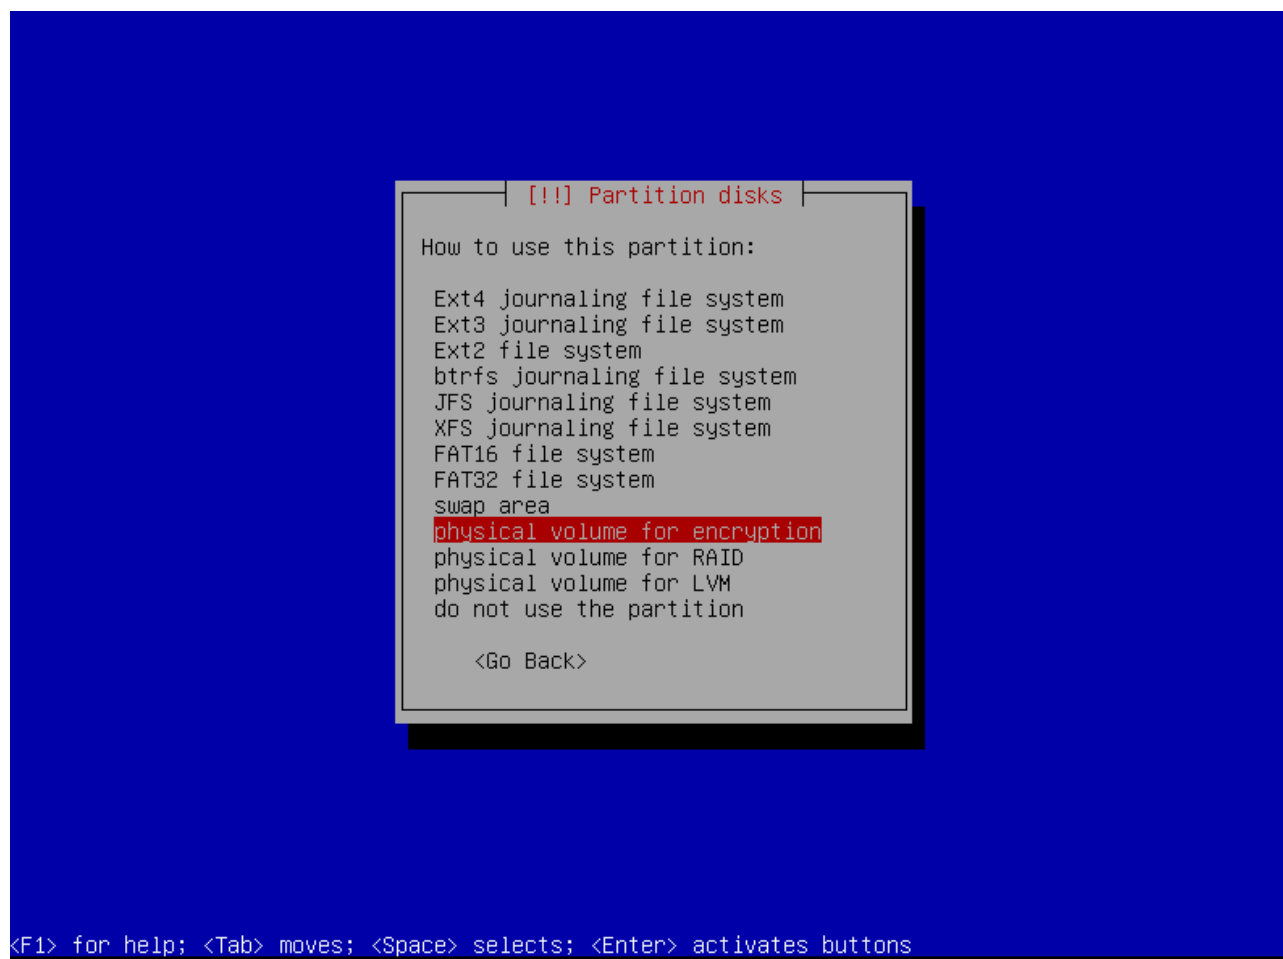 [!!] Partition disks
How to use this partition:
Ext4 journaling file system
Ext3 journaling file system
Ext2 file system
btrfs journaling file system
JFS journaling file system
XFS journaling file system
FAT16 file system
FAT32 file system
swap area
physical volume for encryption
physical volume for RAID
physical volume for LVM
do not use the partition
<Go Back>
<F1> for help; <Tab> moves; <Space> selects; <Enter> activates buttons